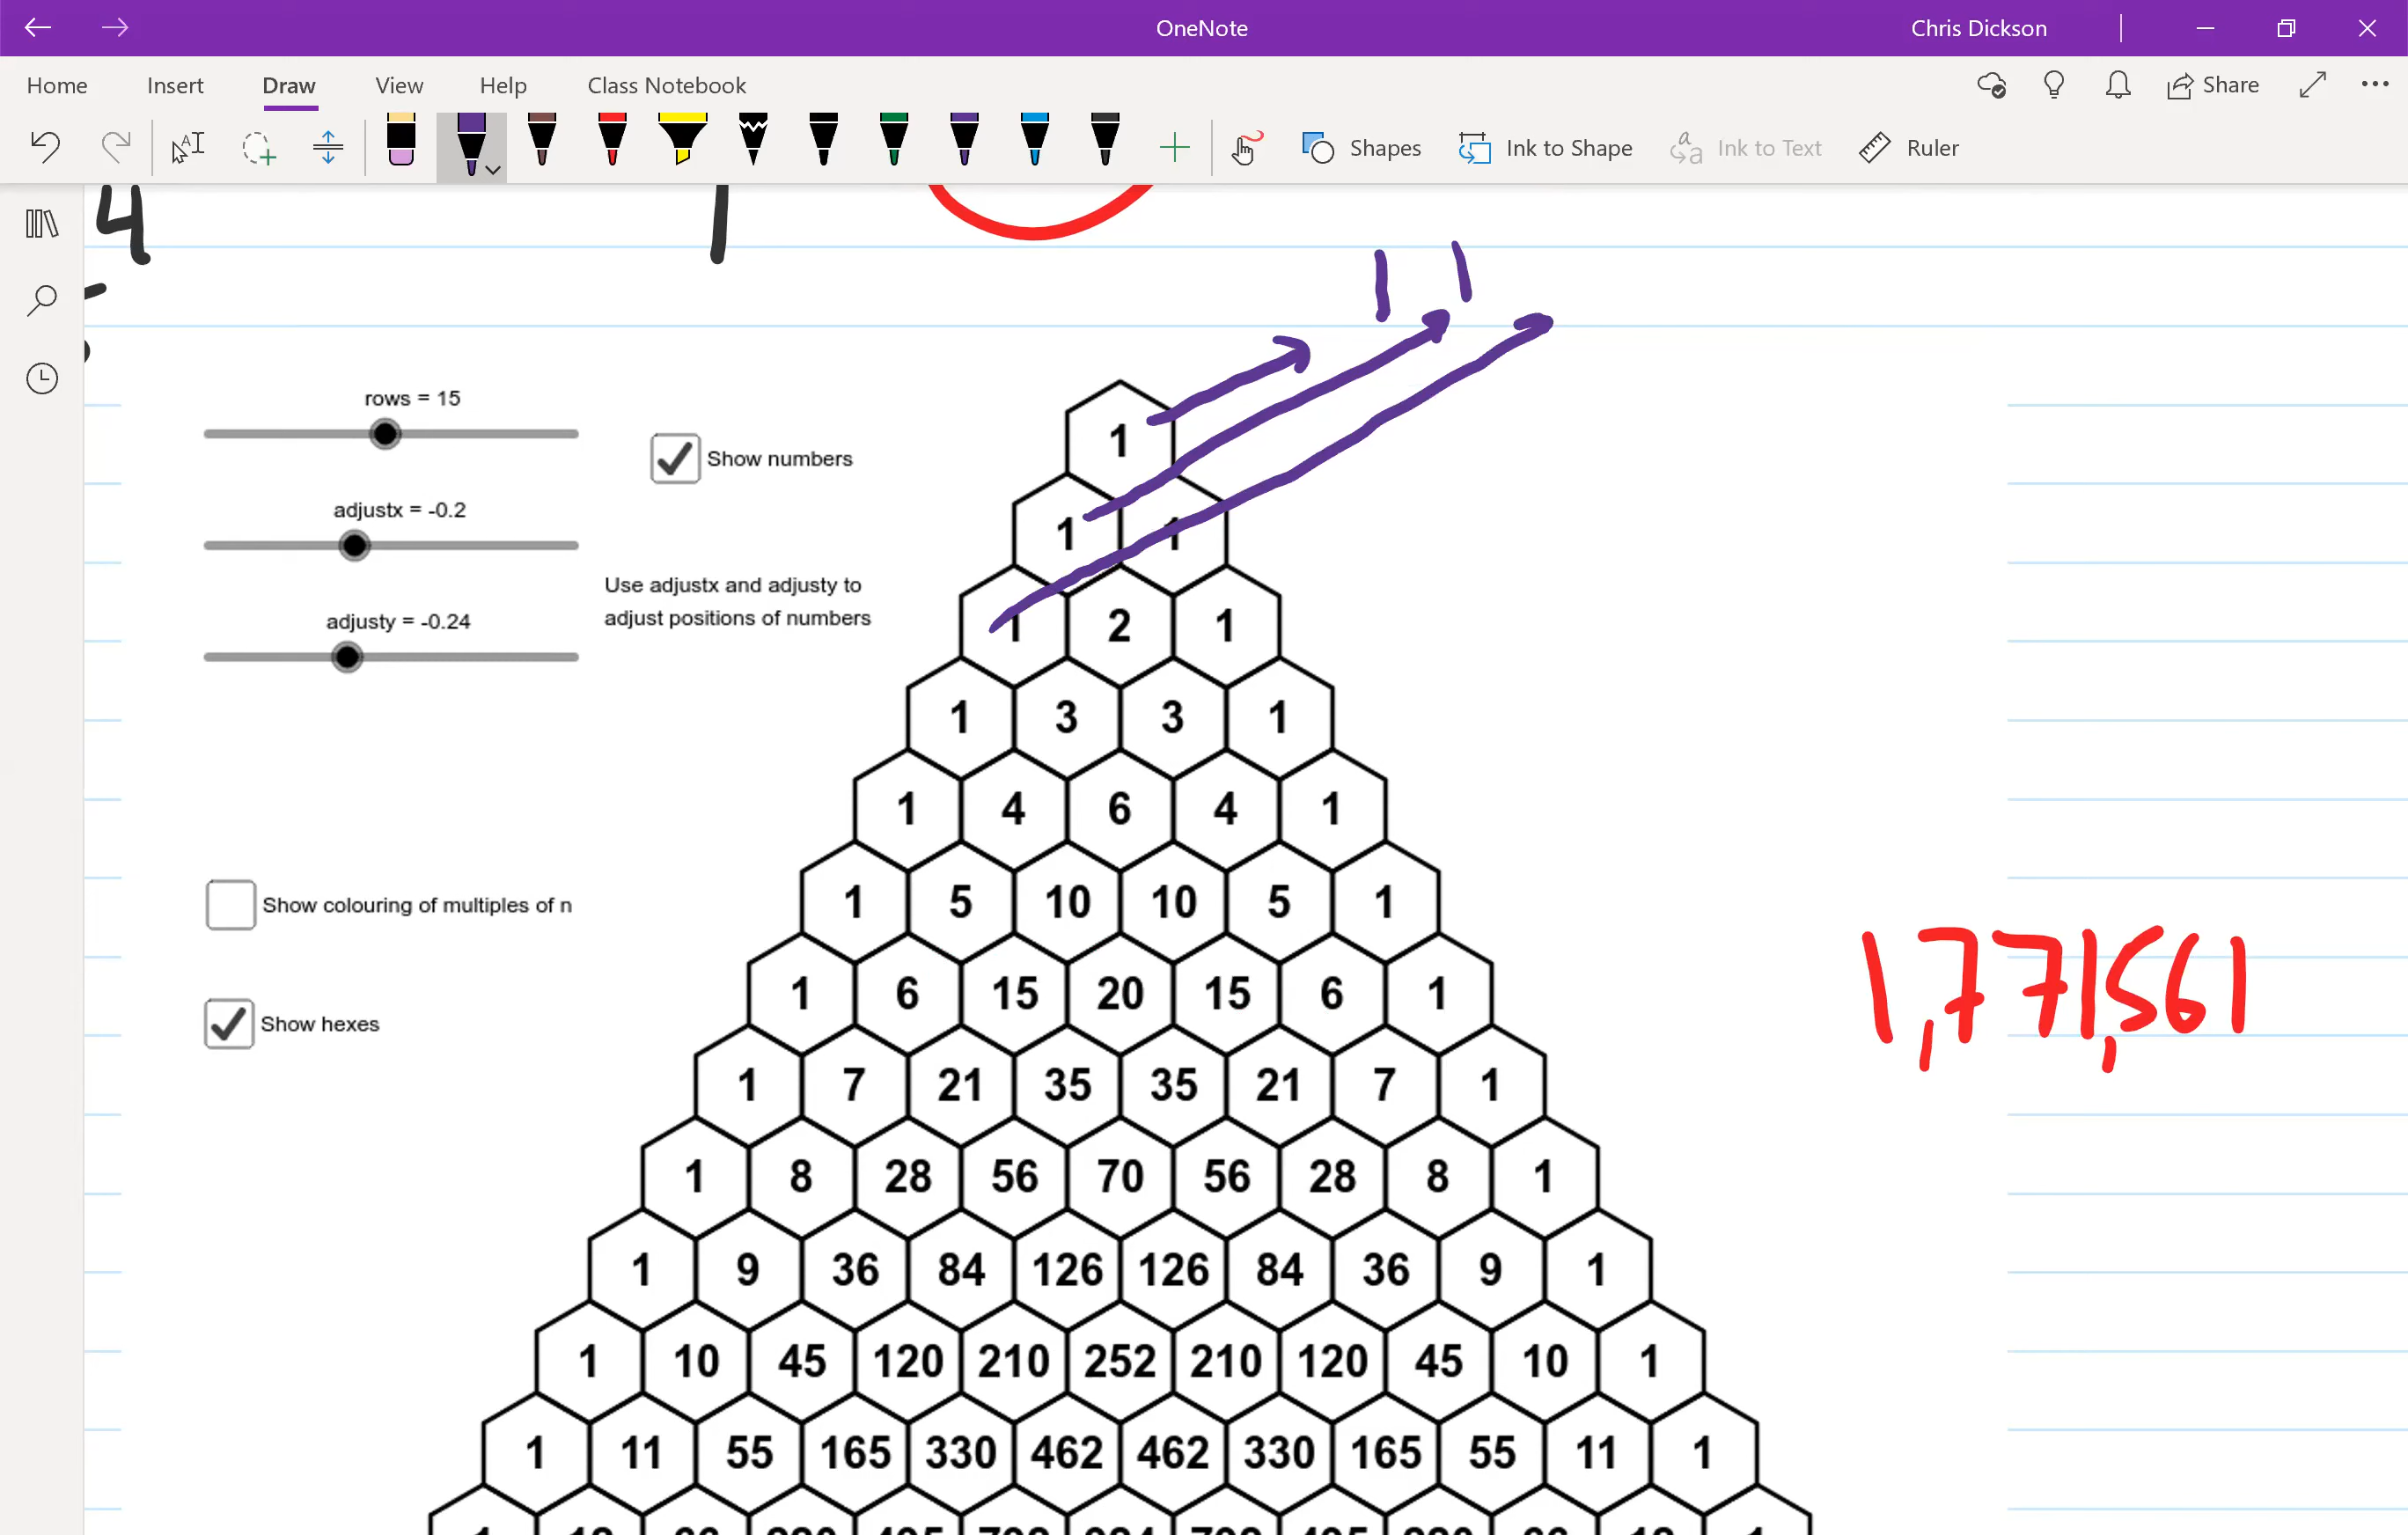 OneNote
Chris Dickson
Home Insert Draw View Help Class Notebook Share
Shapes Ink to Shape Ink to Text Ruler
4
1 1
rows = 15
1
Show numbers
adjustx = -0.2
1 1
Use adjustx and adjusty to
adjust positions of numbers
adjusty = -0.24
1 2 1
1 3 3 1
1 4 6 4 1
Show colouring of multiples of n
1 5 10 10 5 1
1,771,561
1 6 15 20 15 6 1
Show hexes
1 7 21 35 35 21 7 1
1 8 28 56 70 56 28 8 1
1 9 36 84 126 126 84 36 9 1
1 10 45 120 210 252 210 120 45 10 1
1 11 55 165 330 462 462 330 165 55 11 1